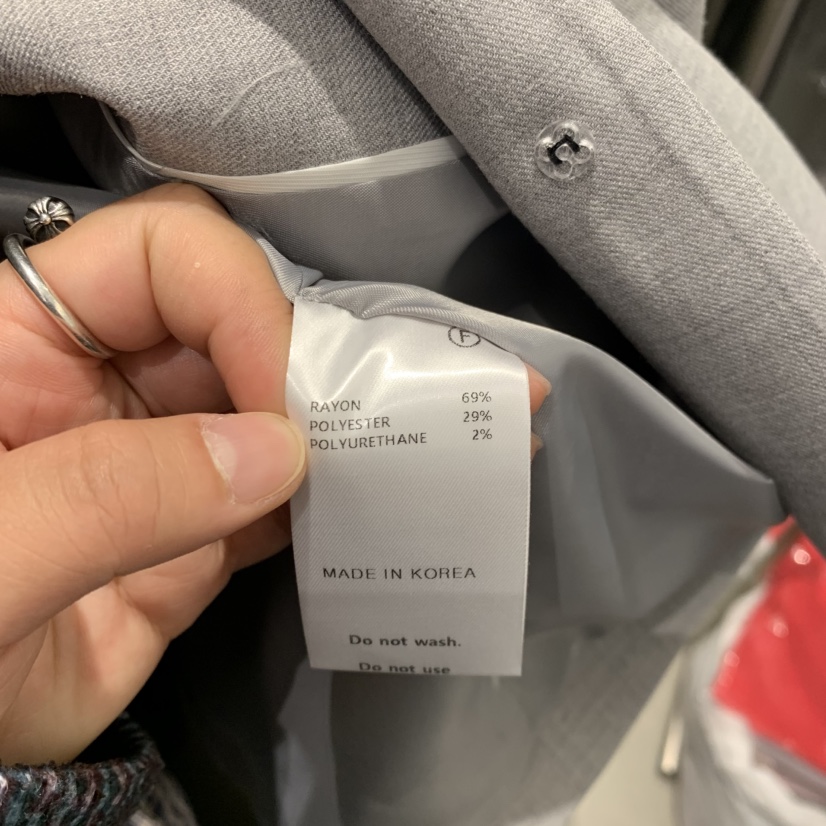 F
RAYON 69%
POLYESTER 29%
POLYURETHANE 2%
MADE IN KOREA
Do not wash.
Do not use